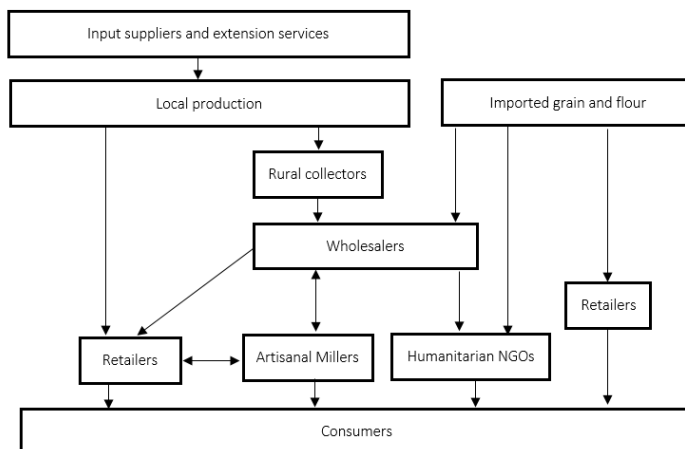 Input suppliers and extension services
Local production
Imported grain and flour
Rural collectors
Wholesalers
Retailers
Retailers
Artisanal Millers
Humanitarian NGOs
Consumers